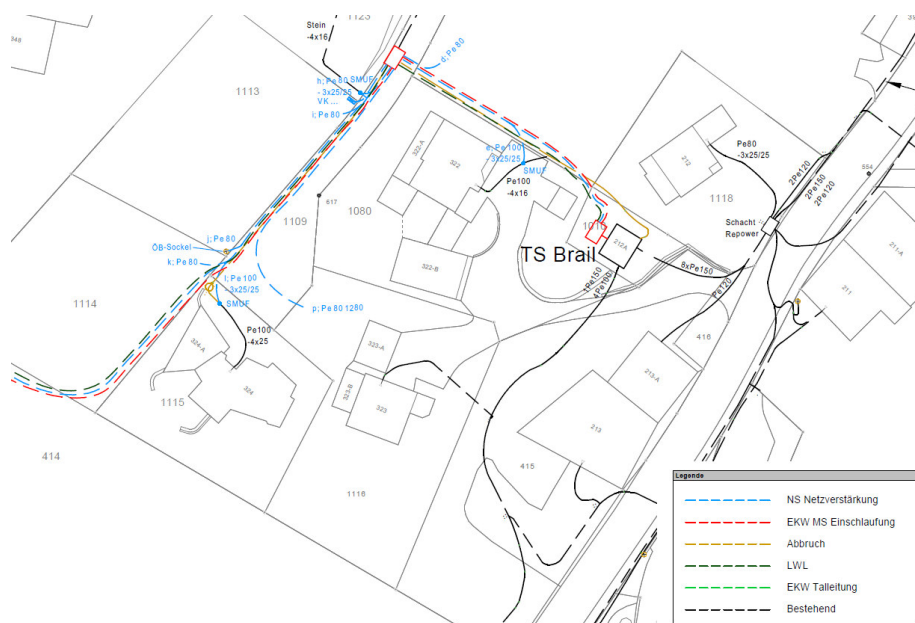 1123
Stein
-4x16
348
d; Pe 80
h; Pe 80
SMUF
-3x25/25
VK ...
i; Pe 80
1113
322-A
322
e; Pe 100
-3x25/25
SMUF
Pe100
-4x16
212
Pe80
-3x25/25
2Pe120
2Pe150
2Pe120
594
617
1109
1080
1118
Schacht
Repower
j; Pe 80
ÖB-Sockel
k; Pe 80
TS Brail
212A
322-B
6xPe150
4Pe100
Pe120
211-A
211
l; Pe 100
-3x25/25
SMUF
p; Pe 80 1280
1114
Pe100
-4x25
324-A
324
323-A
323-B
323
416
213-A
213
1115
414
415
1116
Legende
NS Netzverstärkung
EKW MS Einschlaufung
Abbruch
LWL
EKW Talleitung
Bestehend